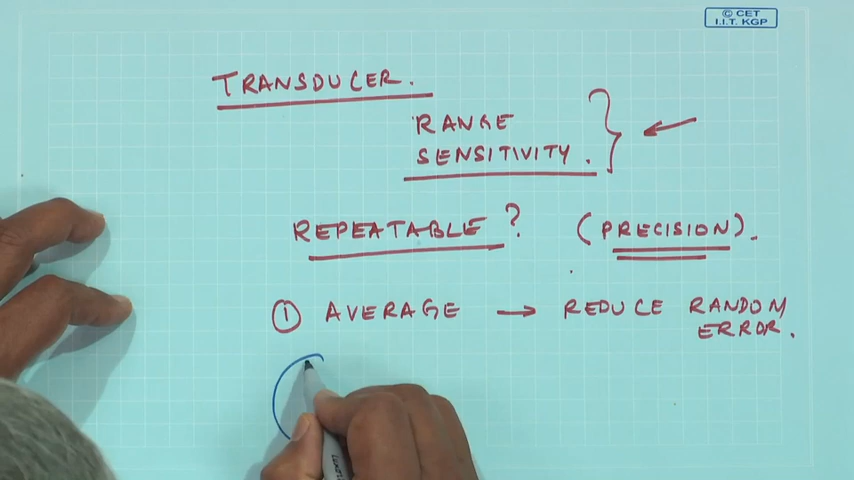 © CET
I.I.T. KGP
TRANSDUCER.
RANGE
SENSITIVITY.
REPEATABLE? (PRECISION).
① AVERAGE → REDUCE RANDOM
ERROR.